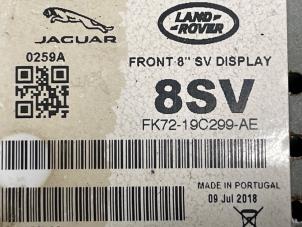 JAGUAR
LAND
ROVER
0259A
FRONT 8" SV DISPLAY
8SV
FK72-19C299-AE
MADE IN PORTUGAL
09 Jul 2018